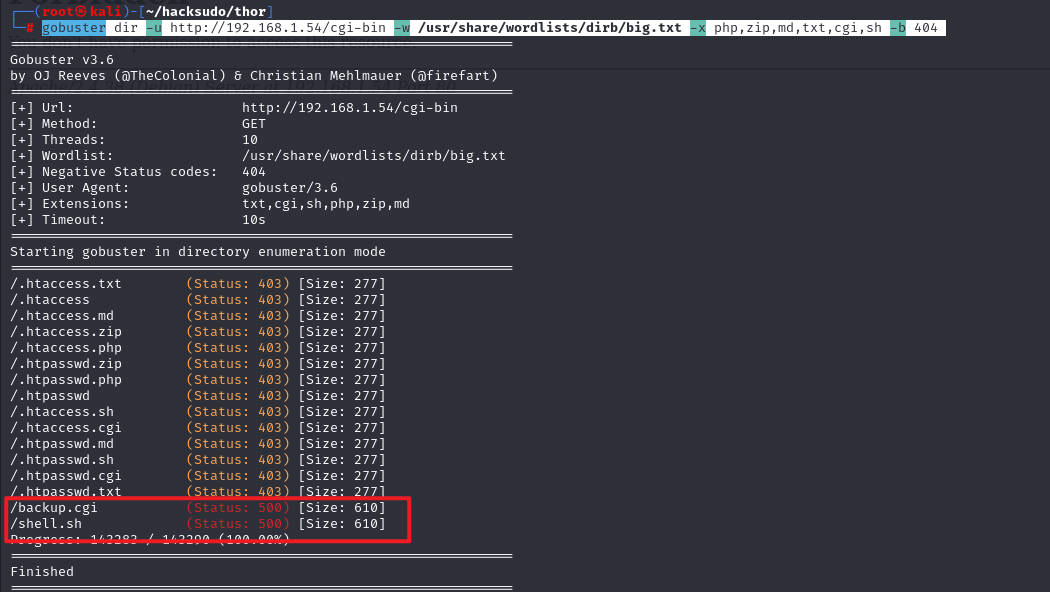 ┌──(root㉿kali)-[~/hacksudo/thor]
└─# gobuster dir -u http://192.168.1.54/cgi-bin -w /usr/share/wordlists/dirb/big.txt -x php,zip,md,txt,cgi,sh -b 404
===============================================================
Gobuster v3.6
by OJ Reeves (@TheColonial) & Christian Mehlmauer (@firefart)
===============================================================
[+] Url: http://192.168.1.54/cgi-bin
[+] Method: GET
[+] Threads: 10
[+] Wordlist: /usr/share/wordlists/dirb/big.txt
[+] Negative Status codes: 404
[+] User Agent: gobuster/3.6
[+] Extensions: txt,cgi,sh,php,zip,md
[+] Timeout: 10s
===============================================================
Starting gobuster in directory enumeration mode
===============================================================
/.htaccess.txt (Status: 403) [Size: 277]
/.htaccess (Status: 403) [Size: 277]
/.htaccess.md (Status: 403) [Size: 277]
/.htaccess.zip (Status: 403) [Size: 277]
/.htaccess.php (Status: 403) [Size: 277]
/.htpasswd.zip (Status: 403) [Size: 277]
/.htpasswd.php (Status: 403) [Size: 277]
/.htpasswd (Status: 403) [Size: 277]
/.htaccess.sh (Status: 403) [Size: 277]
/.htaccess.cgi (Status: 403) [Size: 277]
/.htpasswd.md (Status: 403) [Size: 277]
/.htpasswd.sh (Status: 403) [Size: 277]
/.htpasswd.cgi (Status: 403) [Size: 277]
/.htpasswd.txt (Status: 403) [Size: 277]
/backup.cgi (Status: 500) [Size: 610]
/shell.sh (Status: 500) [Size: 610]
Progress: 143283 / 143290 (100.00%)
===============================================================
Finished
===============================================================